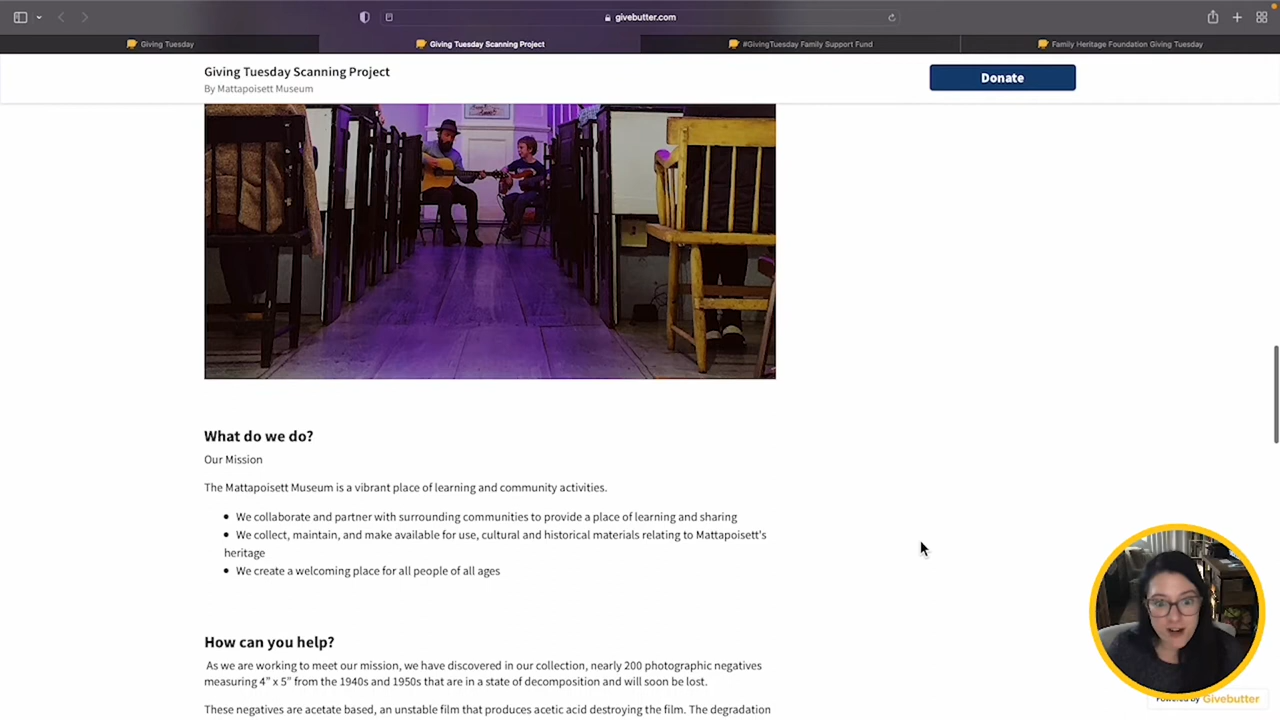 givebutter.com
Giving Tuesday
Giving Tuesday Scanning Project
#GivingTuesday Family Support Fund
Family Heritage Foundation Giving Tuesday
Giving Tuesday Scanning Project
Donate
By Mattapoisett Museum
What do we do?
Our Mission
The Mattapoisett Museum is a vibrant place of learning and community activities.
We collaborate and partner with surrounding communities to provide a place of learning and sharing
We collect, maintain, and make available for use, cultural and historical materials relating to Mattapoisett's
heritage
We create a welcoming place for all people of all ages
How can you help?
As we are working to meet our mission, we have discovered in our collection, nearly 200 photographic negatives
measuring 4" x 5" from the 1940s and 1950s that are in a state of decomposition and will soon be lost.
These negatives are acetate based, an unstable film that produces acetic acid destroying the film. The degradation
Powered by Givebutter